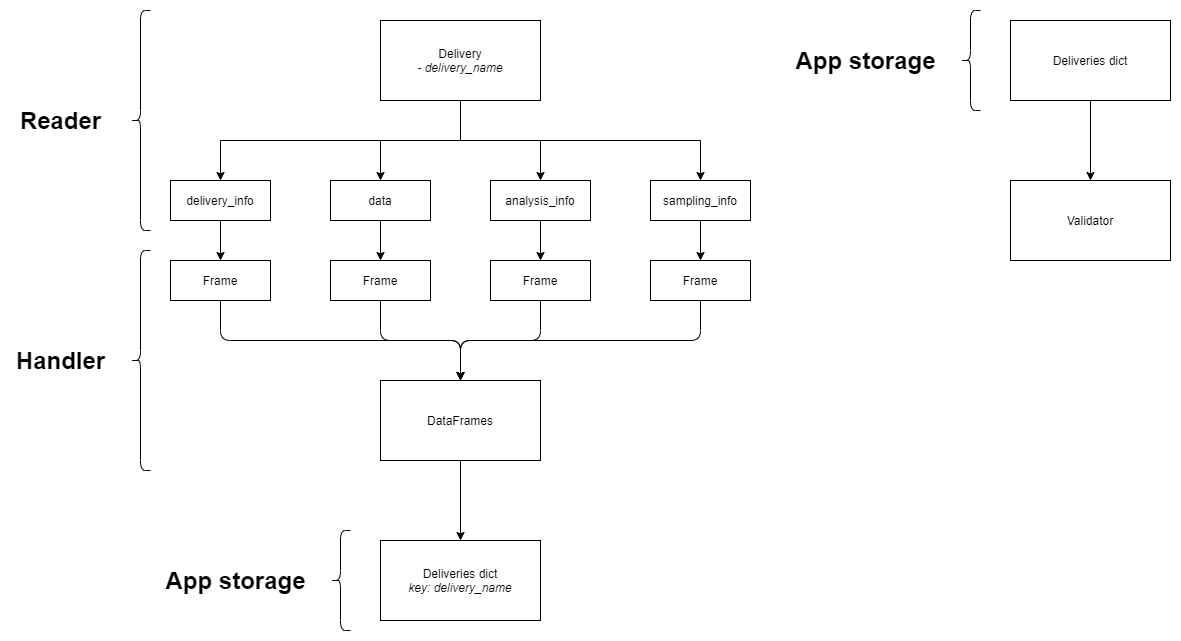 Delivery
- delivery_name
App storage
Deliveries dict
Reader
delivery_info
data
analysis_info
sampling_info
Validator
Frame
Frame
Frame
Frame
Handler
DataFrames
App storage
Deliveries dict
key: delivery_name